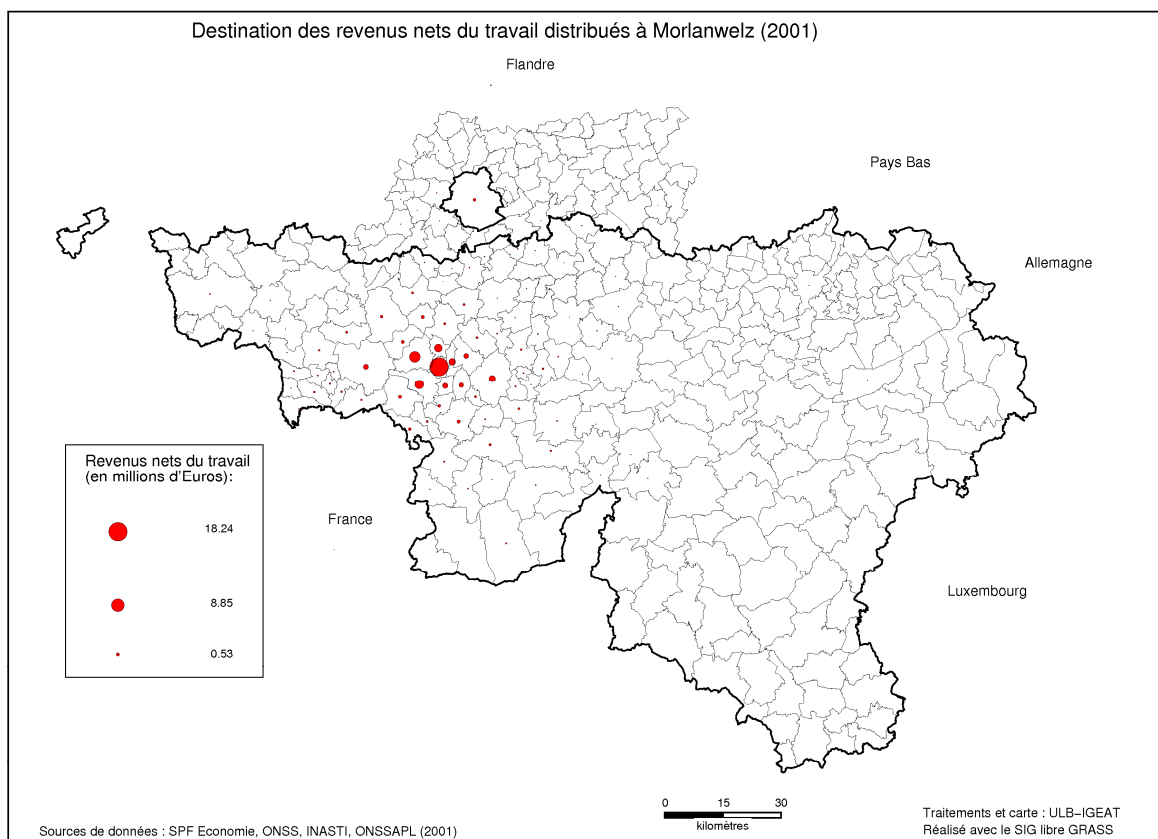 Destination des revenus nets du travail distribués à Morlanwelz (2001)
Flandre
Pays Bas
Allemagne
Revenus nets du travail
(en millions d'Euros):
18.24
8.85
0.53
France
Luxembourg
0 15 30
kilomètres
Sources de données : SPF Economie, ONSS, INASTI, ONSSAPL (2001)
Traitements et carte : ULB-IGEAT
Réalisé avec le SIG libre GRASS